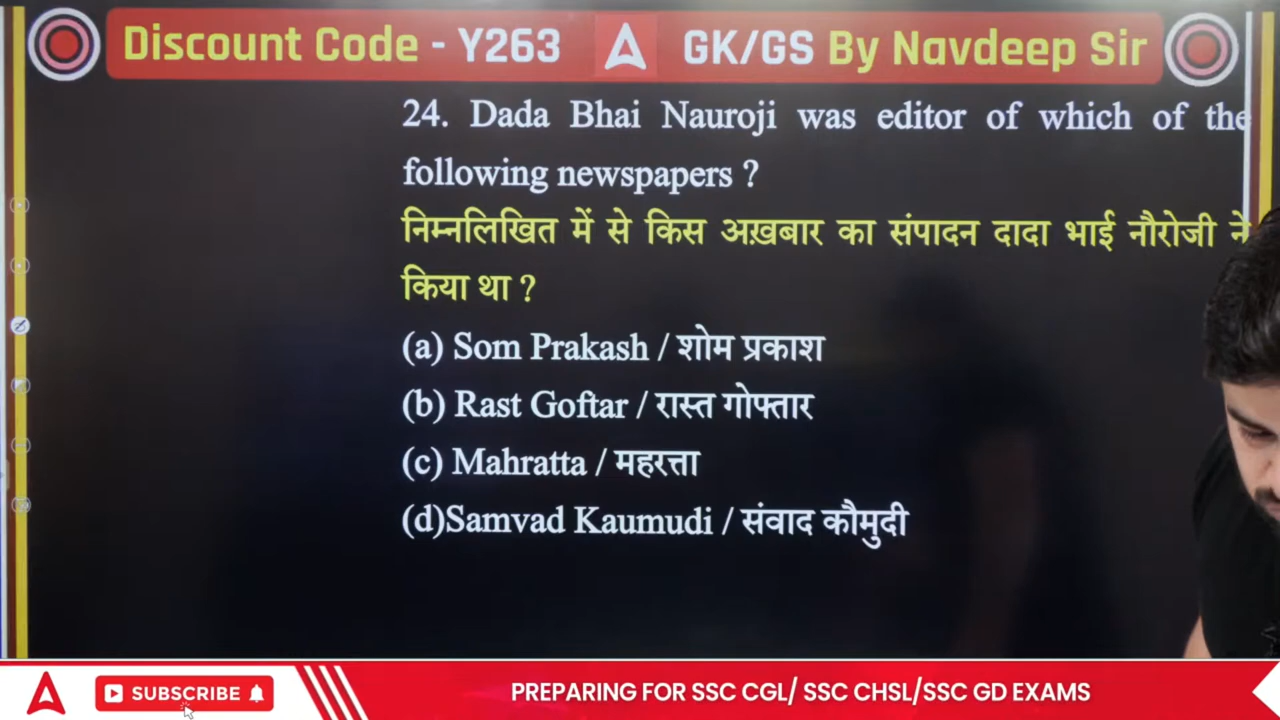 Discount Code - Y263 GK/GS By Navdeep Sir
24. Dada Bhai Nauroji was editor of which of the
following newspapers ?
निम्नलिखित में से किस अख़बार का संपादन दादा भाई नौरोजी ने
किया था ?
(a) Som Prakash / शोम प्रकाश
(b) Rast Goftar / रास्त गोफ्तार
(c) Mahratta / महरत्ता
(d)Samvad Kaumudi / संवाद कौमुदी
SUBSCRIBE PREPARING FOR SSC CGL/ SSC CHSL/SSC GD EXAMS